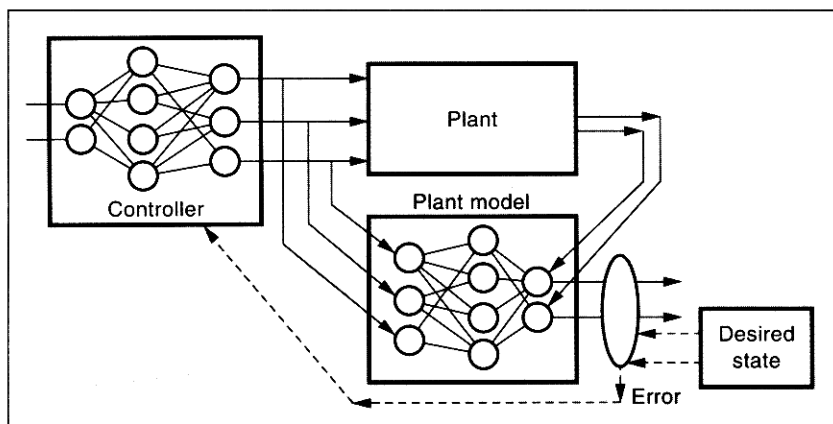 Plant
Controller
Plant model
Desired
state
Error